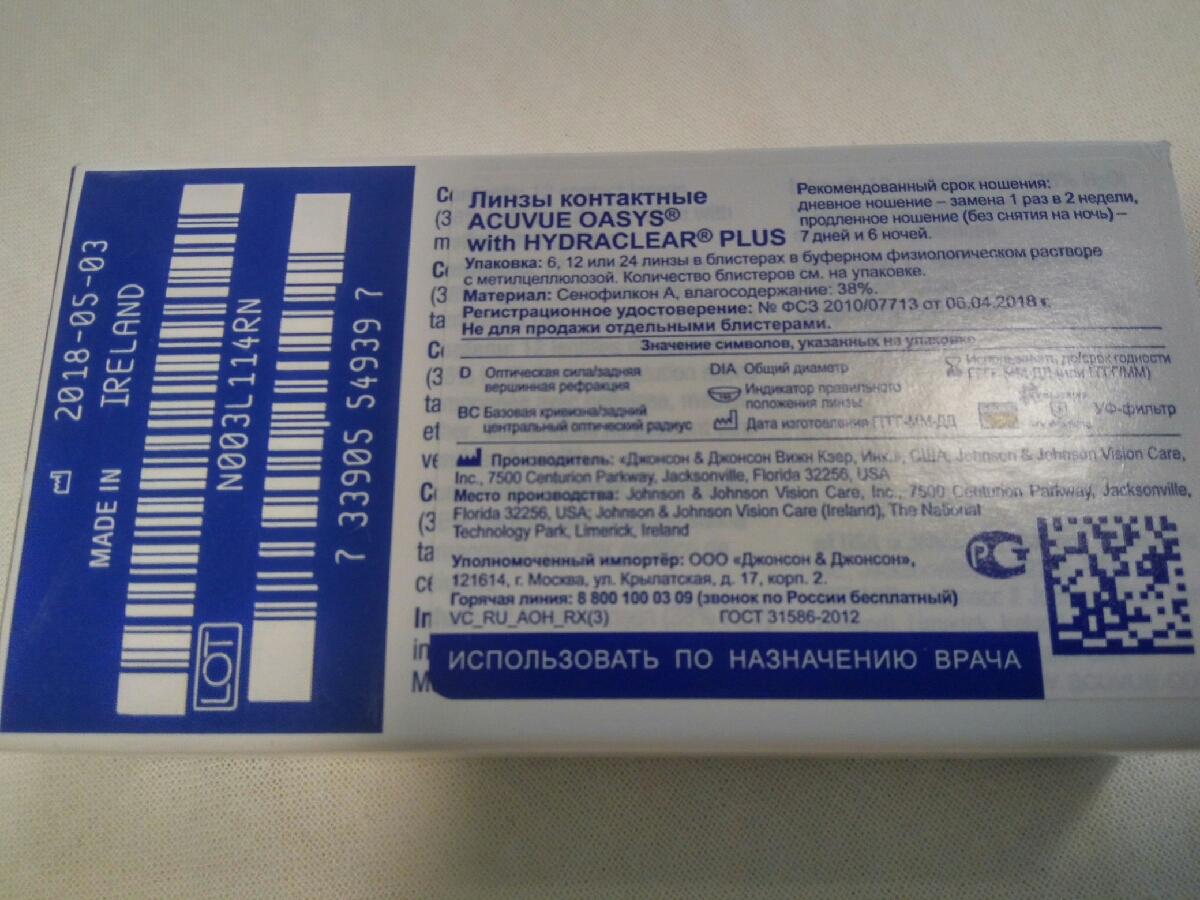 2018-05-03
MADE IN IRELAND
N003L114RN
LOT
7 33905 54939 7
Линзы контактные
ACUVUE OASYS®
with HYDRACLEAR® PLUS
Рекомендованный срок ношения:
дневное ношение – замена 1 раз в 2 недели,
продленное ношение (без снятия на ночь) –
7 дней и 6 ночей.
Упаковка: 6, 12 или 24 линзы в блистерах в буферном физиологическом растворе
с метилцеллюлозой. Количество блистеров см. на упаковке.
Материал: Сенофилкон А, влагосодержание: 38%.
Регистрационное удостоверение: № ФСЗ 2010/07713 от 06.04.2018 г.
Не для продажи отдельными блистерами.
Значение символов, указанных на упаковке
D Оптическая сила/задняя
вершинная рефракция
BC Базовая кривизна/задний
центральный оптический радиус
DIA Общий диаметр
Индикатор правильного
положения линзы
Дата изготовления ГГГГ-ММ-ДД
Использовать до/срок годности
УФ-фильтр
Производитель: «Джонсон & Джонсон Вижн Кэер, Инк.», США, Johnson & Johnson Vision Care,
Inc., 7500 Centurion Parkway, Jacksonville, Florida 32256, USA
Место производства: Johnson & Johnson Vision Care, Inc., 7500 Centurion Parkway, Jacksonville,
Florida 32256, USA; Johnson & Johnson Vision Care (Ireland), The National
Technology Park, Limerick, Ireland
Уполномоченный импортёр: ООО «Джонсон & Джонсон»,
121614, г. Москва, ул. Крылатская, д. 17, корп. 2.
Горячая линия: 8 800 100 03 09 (звонок по России бесплатный)
VC_RU_AOH_RX(3) ГОСТ 31586-2012
ИСПОЛЬЗОВАТЬ ПО НАЗНАЧЕНИЮ ВРАЧА